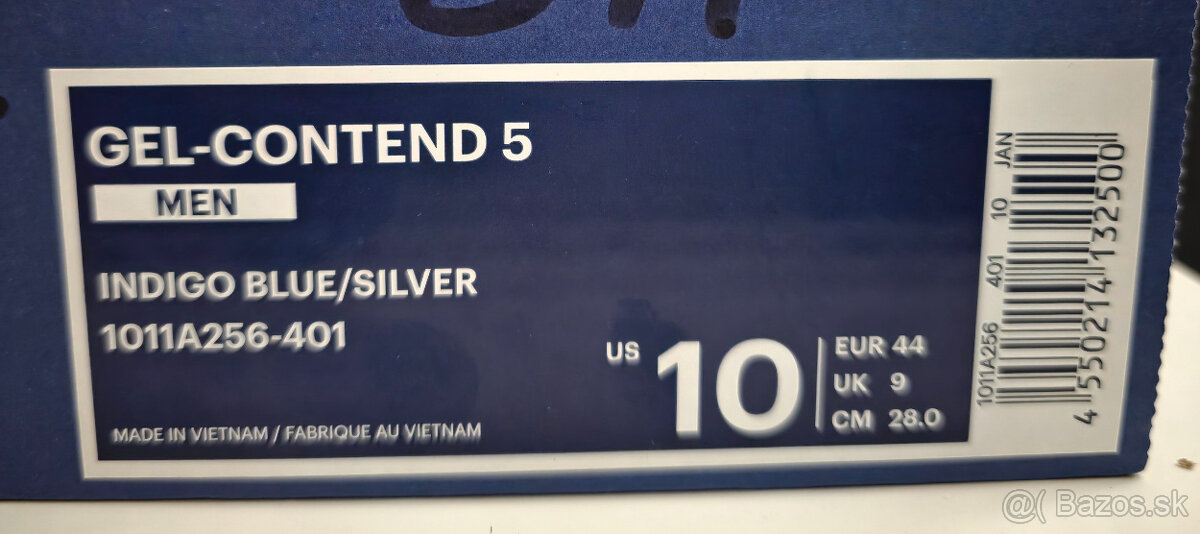 GEL-CONTEND 5
MEN
INDIGO BLUE/SILVER
1011A256-401
MADE IN VIETNAM / FABRIQUE AU VIETNAM
US 10
EUR 44
UK 9
CM 28.0
1011A256 401 10 JAN
4 550214 132500
@( Bazos.sk